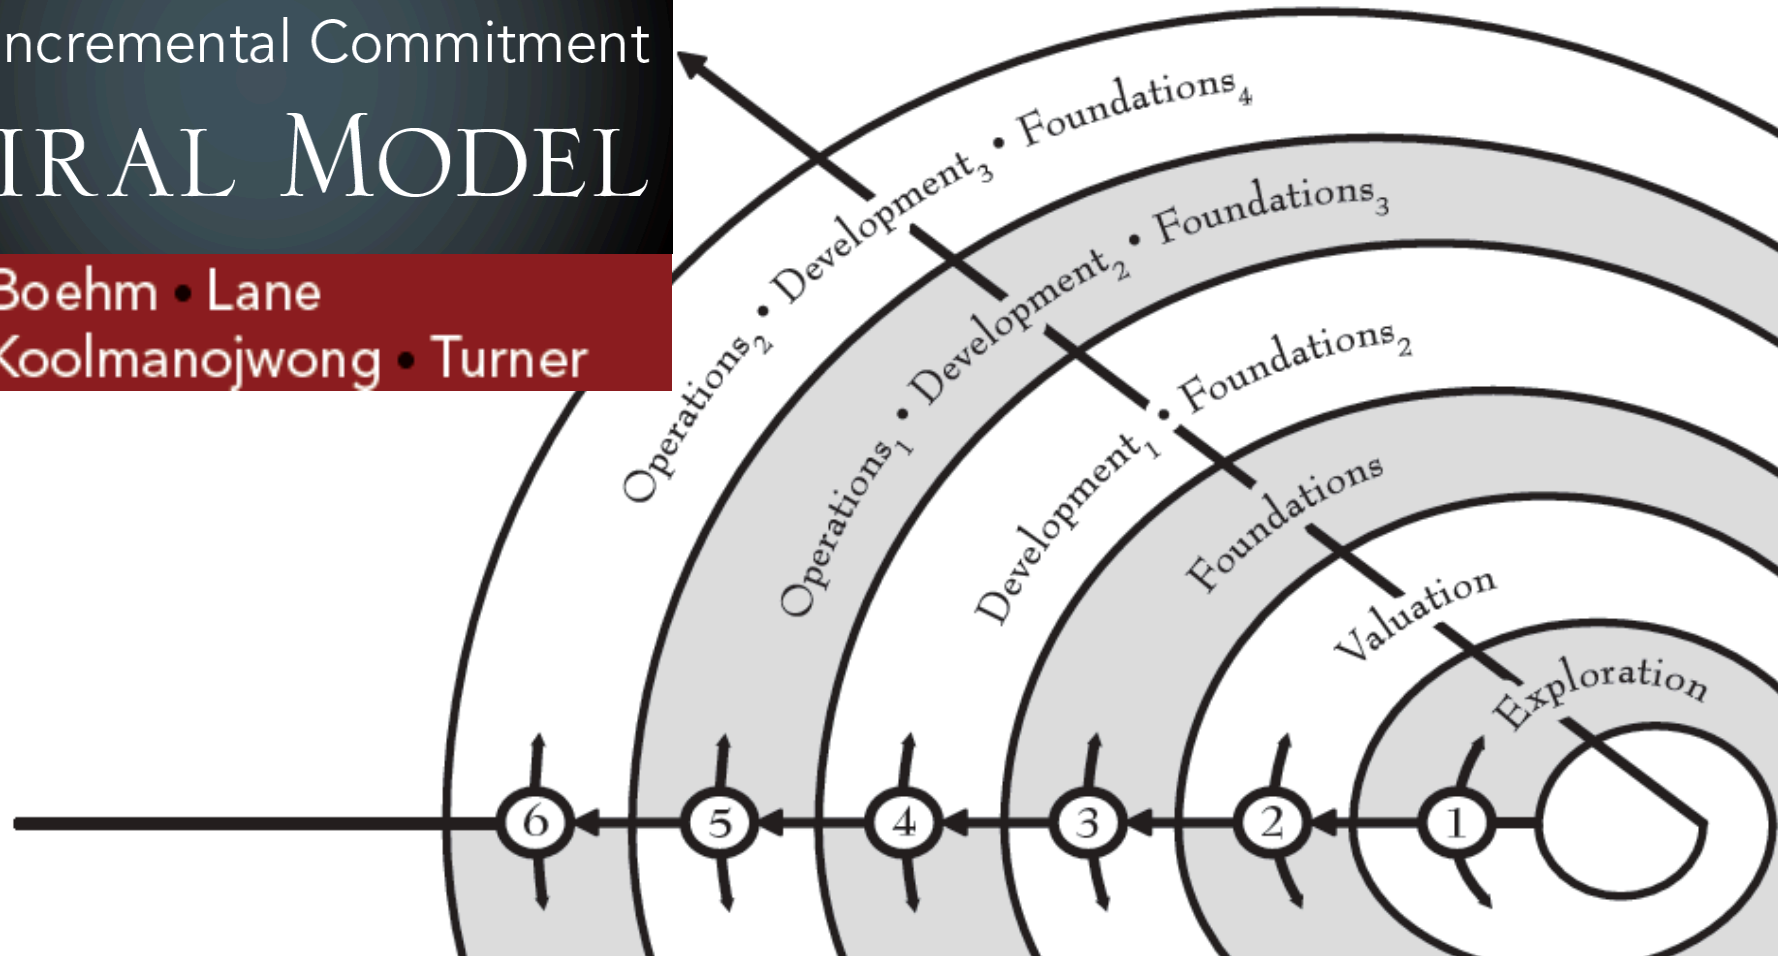 ncremental Commitment
IRAL MODEL
Boehm • Lane
Koolmanojwong • Turner
Operations2 • Development3 • Foundations4
Operations1 • Development2 • Foundations3
Development1 • Foundations2
Foundations
Valuation
Exploration
6 5 4 3 2 1